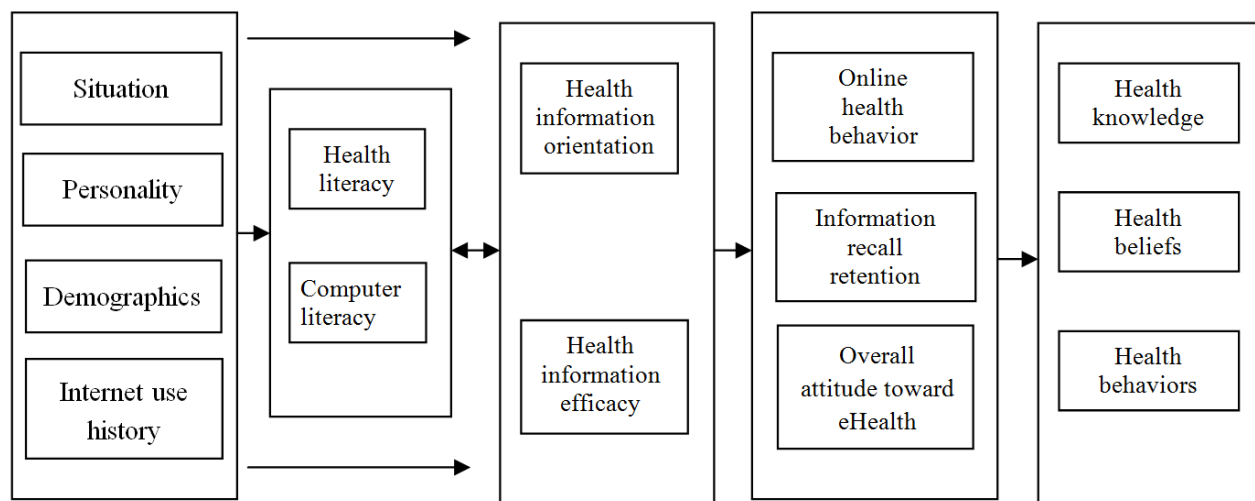 Situation
Personality
Demographics
Internet use
history
Health
literacy
Computer
literacy
Health
information
orientation
Health
information
efficacy
Online
health
behavior
Information
recall
retention
Overall
attitude toward
eHealth
Health
knowledge
Health
beliefs
Health
behaviors